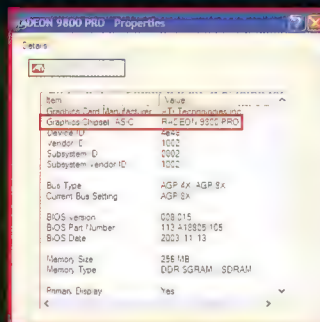 RADEON 9800 PRO Properties
Details
Item Value
Graphics Card Manufacturer ATI Technologies Inc.
Graphics Chipset ASIC RADEON 9800 PRO
Device ID 4E48
Vendor ID 1002
Subsystem ID 0002
Subsystem Vendor ID 1002
Bus Type AGP 4X AGP 8X
Current Bus Setting AGP 8X
BIOS Version 008.015
BIOS Part Number
BIOS Date 2003 11 13
Memory Size 256 MB
Memory Type DDR SGRAM SDRAM
Primary Display Yes